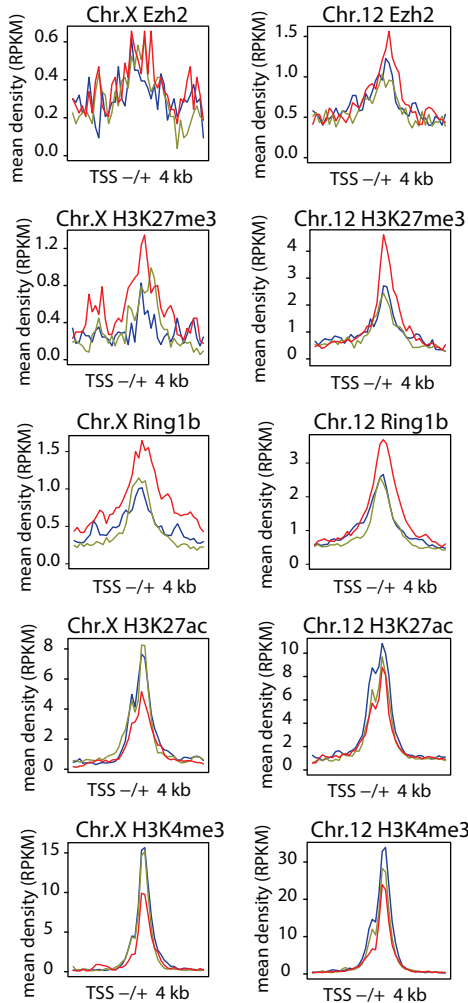 Chr.X Ezh2
mean density (RPKM)
0.6
0.4
0.2
0.0
TSS −/+ 4 kb
Chr.12 Ezh2
mean density (RPKM)
1.5
1.0
0.5
0.0
TSS −/+ 4 kb
Chr.X H3K27me3
mean density (RPKM)
1.2
0.8
0.4
0.0
TSS −/+ 4 kb
Chr.12 H3K27me3
mean density (RPKM)
4
3
2
1
0
TSS −/+ 4 kb
Chr.X Ring1b
mean density (RPKM)
1.5
1.0
0.5
0.0
TSS −/+ 4 kb
Chr.12 Ring1b
mean density (RPKM)
3
2
1
0
TSS −/+ 4 kb
Chr.X H3K27ac
mean density (RPKM)
8
6
4
2
0
TSS −/+ 4 kb
Chr.12 H3K27ac
mean density (RPKM)
10
8
6
4
2
0
TSS −/+ 4 kb
Chr.X H3K4me3
mean density (RPKM)
15
10
5
0
TSS −/+ 4 kb
Chr.12 H3K4me3
mean density (RPKM)
30
20
10
0
TSS −/+ 4 kb